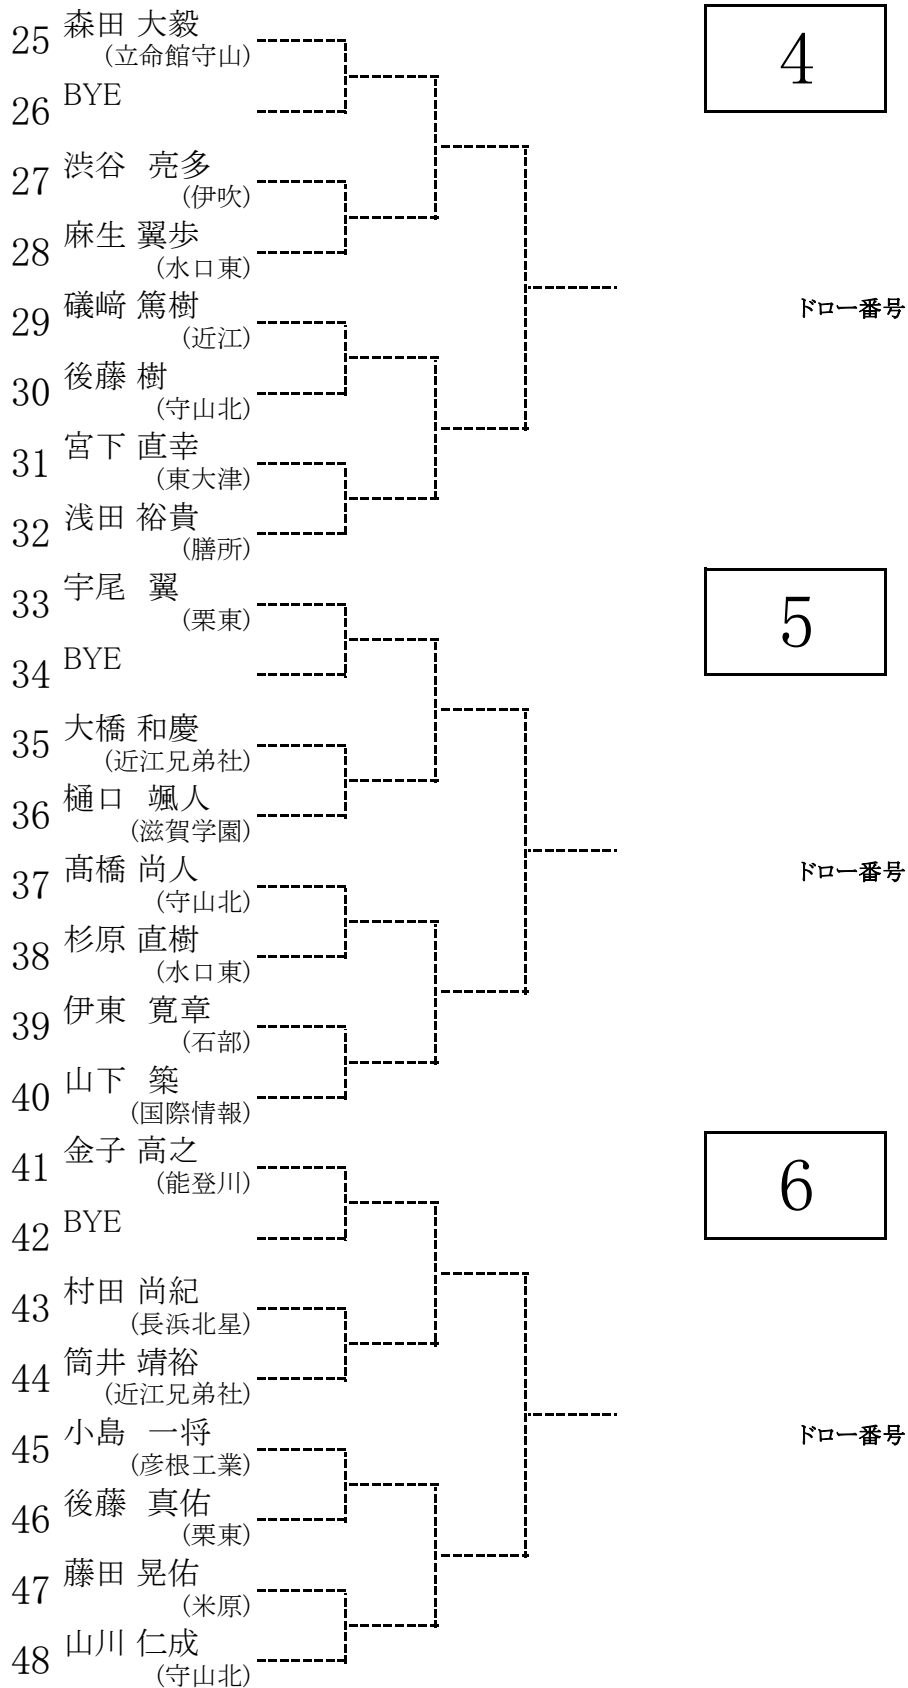 25 森田 大毅
(立命館守山)
4
26 BYE
27 渋谷 亮多
(伊吹)
28 麻生 翼歩
(水口東)
29 礒﨑 篤樹
(近江)
ドロー番号
30 後藤 樹
(守山北)
31 宮下 直幸
(東大津)
32 浅田 裕貴
(膳所)
33 宇尾 翼
(栗東)
5
34 BYE
35 大橋 和慶
(近江兄弟社)
36 樋口 颯人
(滋賀学園)
37 髙橋 尚人
(守山北)
ドロー番号
38 杉原 直樹
(水口東)
39 伊東 寛章
(石部)
40 山下 築
(国際情報)
41 金子 高之
(能登川)
6
42 BYE
43 村田 尚紀
(長浜北星)
44 筒井 靖裕
(近江兄弟社)
45 小島 一将
(彦根工業)
ドロー番号
46 後藤 真佑
(栗東)
47 藤田 晃佑
(米原)
48 山川 仁成
(守山北)